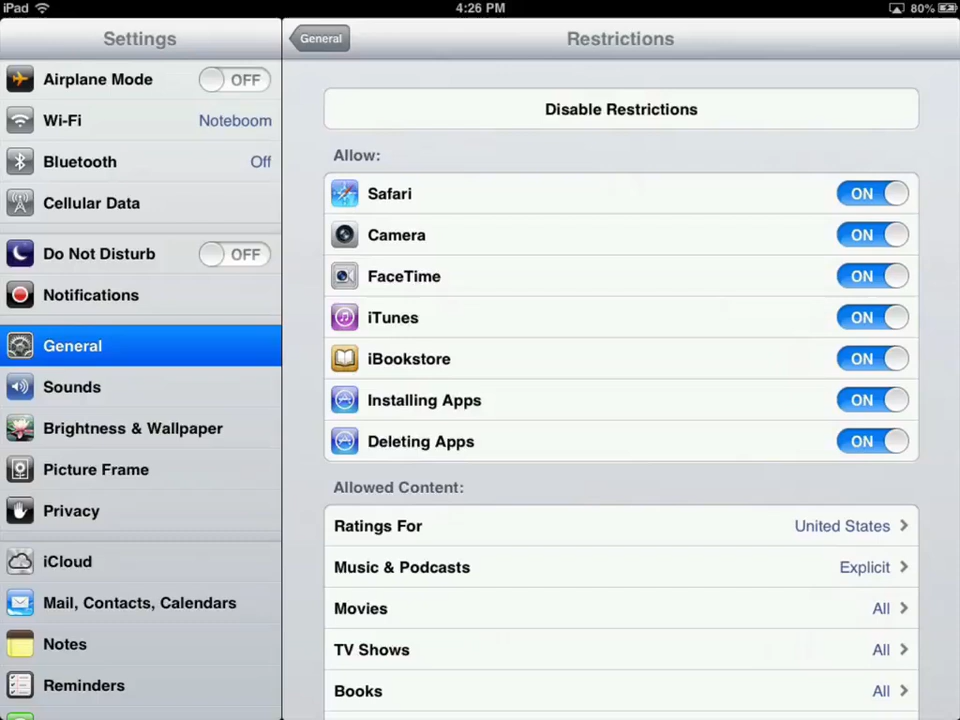 iPad 4:26 PM 80%
Settings
Airplane Mode OFF
Wi-Fi Noteboom
Bluetooth Off
Cellular Data
Do Not Disturb OFF
Notifications
General
Sounds
Brightness & Wallpaper
Picture Frame
Privacy
iCloud
Mail, Contacts, Calendars
Notes
Reminders
General Restrictions
Disable Restrictions
Allow:
Safari ON
Camera ON
FaceTime ON
iTunes ON
iBookstore ON
Installing Apps ON
Deleting Apps ON
Allowed Content:
Ratings For United States
Music & Podcasts Explicit
Movies All
TV Shows All
Books All